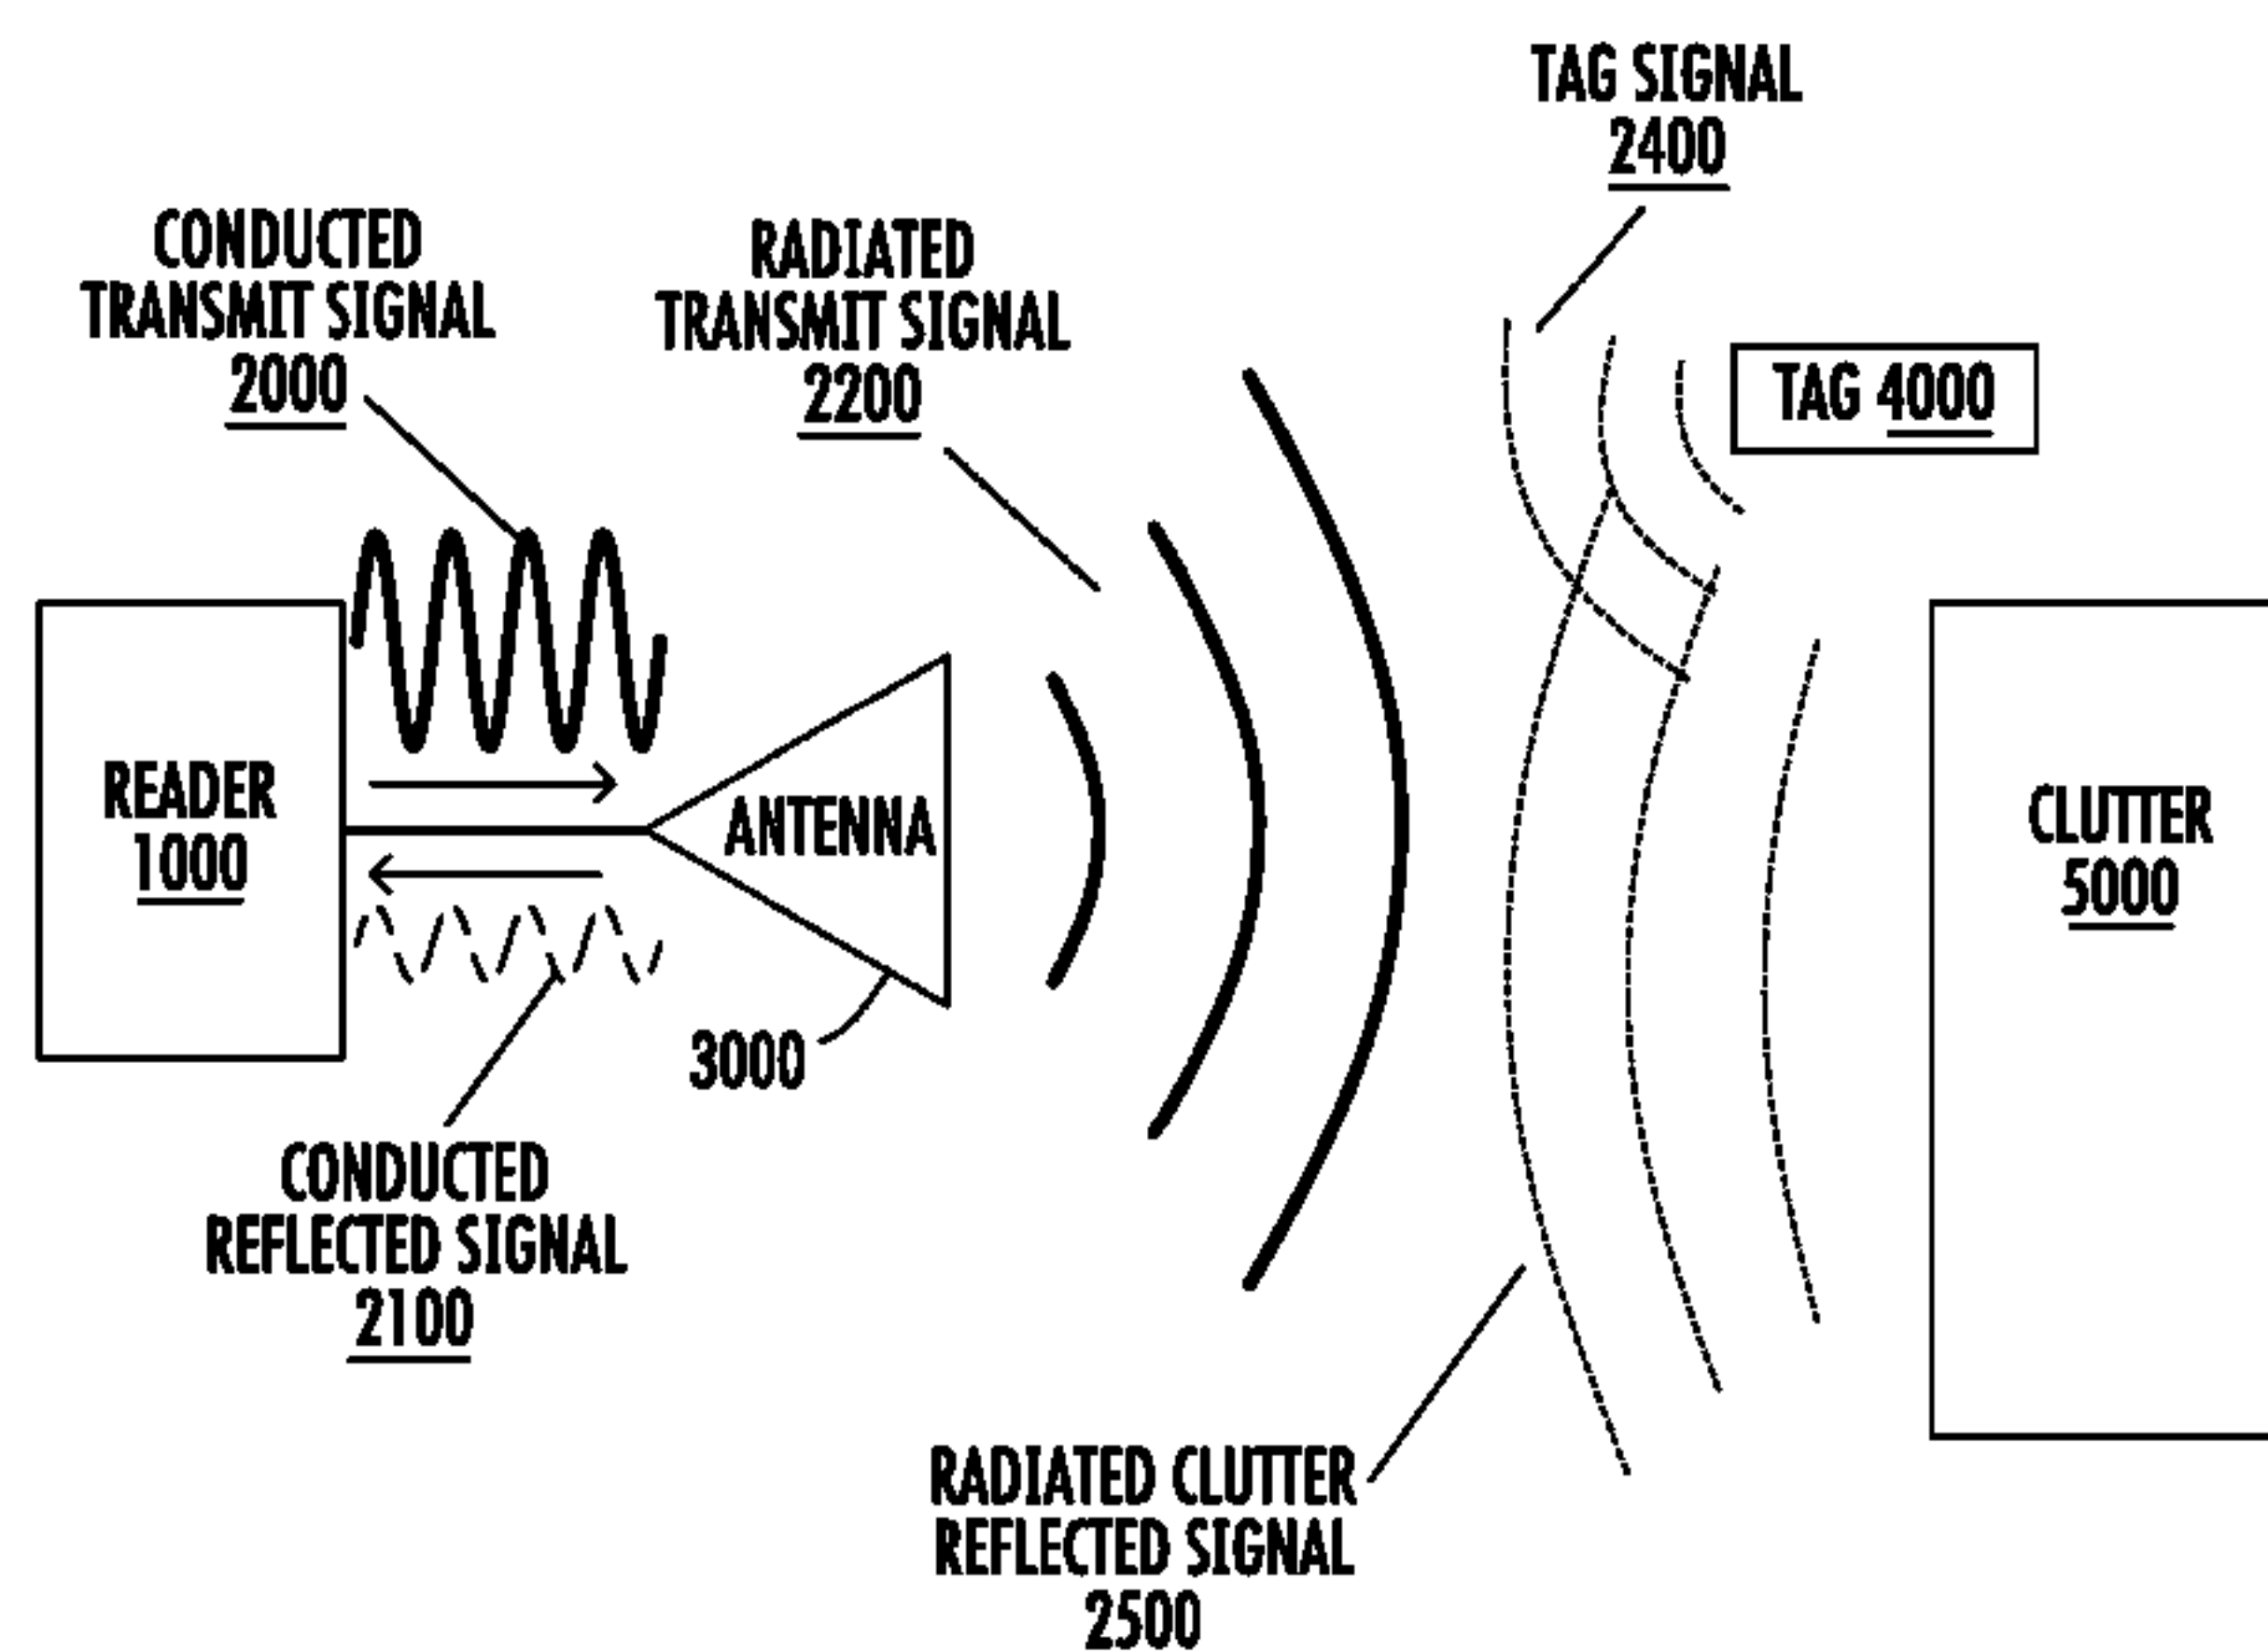 TAG SIGNAL
2400
CONDUCTED
TRANSMIT SIGNAL
2000
RADIATED
TRANSMIT SIGNAL
2200
TAG 4000
READER
1000
ANTENNA
3000
CLUTTER
5000
CONDUCTED
REFLECTED SIGNAL
2100
RADIATED CLUTTER
REFLECTED SIGNAL
2500